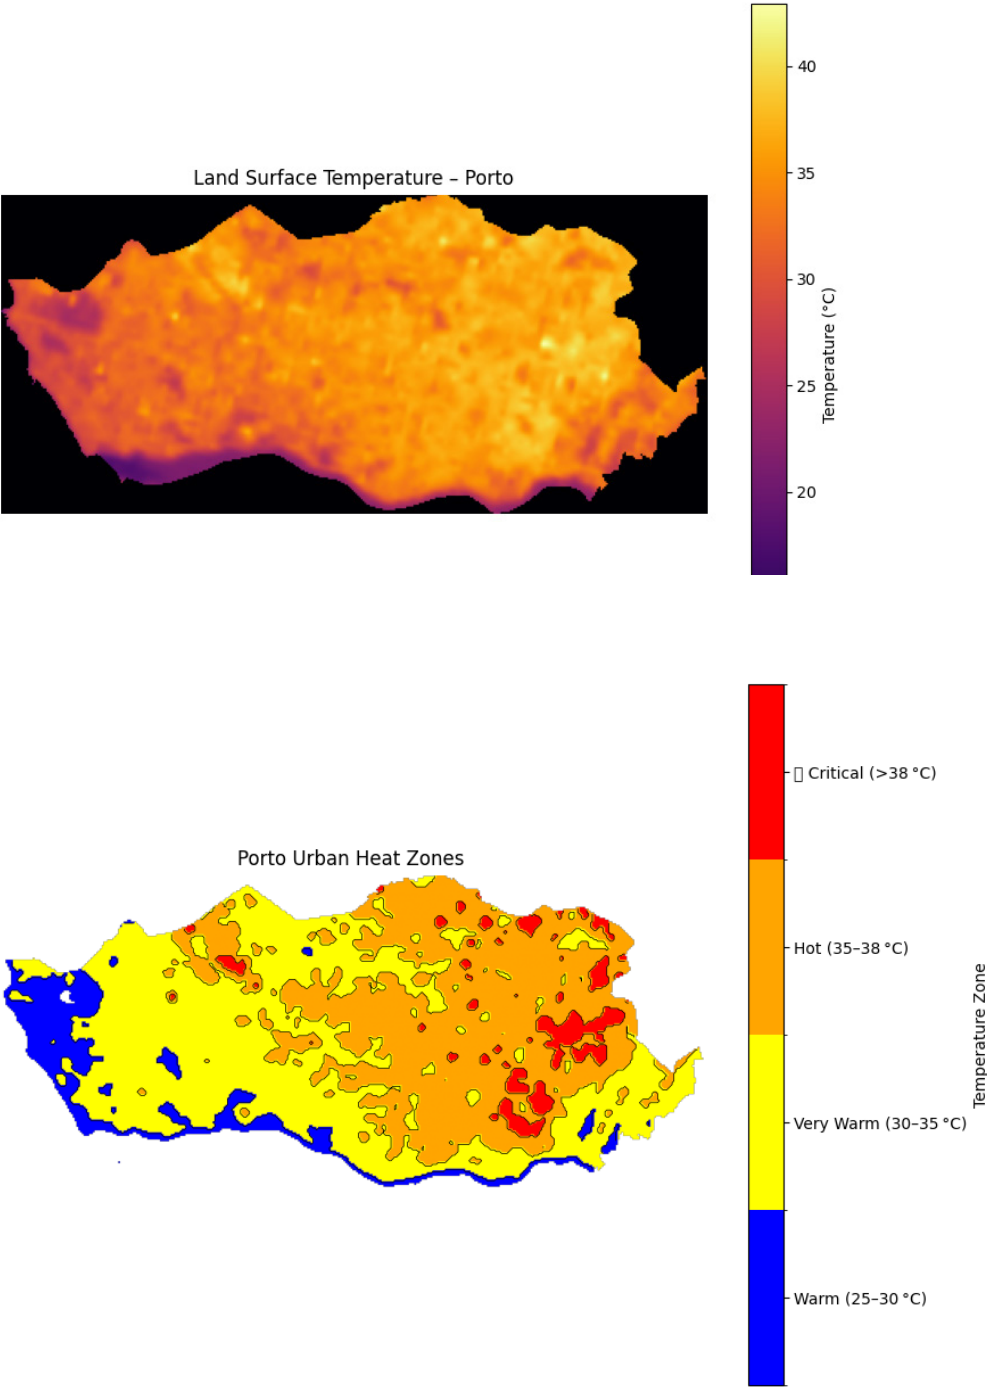 Land Surface Temperature – Porto
40
35
30
25
20
Temperature (°C)
Porto Urban Heat Zones
Critical (>38 °C)
Hot (35–38 °C)
Very Warm (30–35 °C)
Warm (25–30 °C)
Temperature Zone